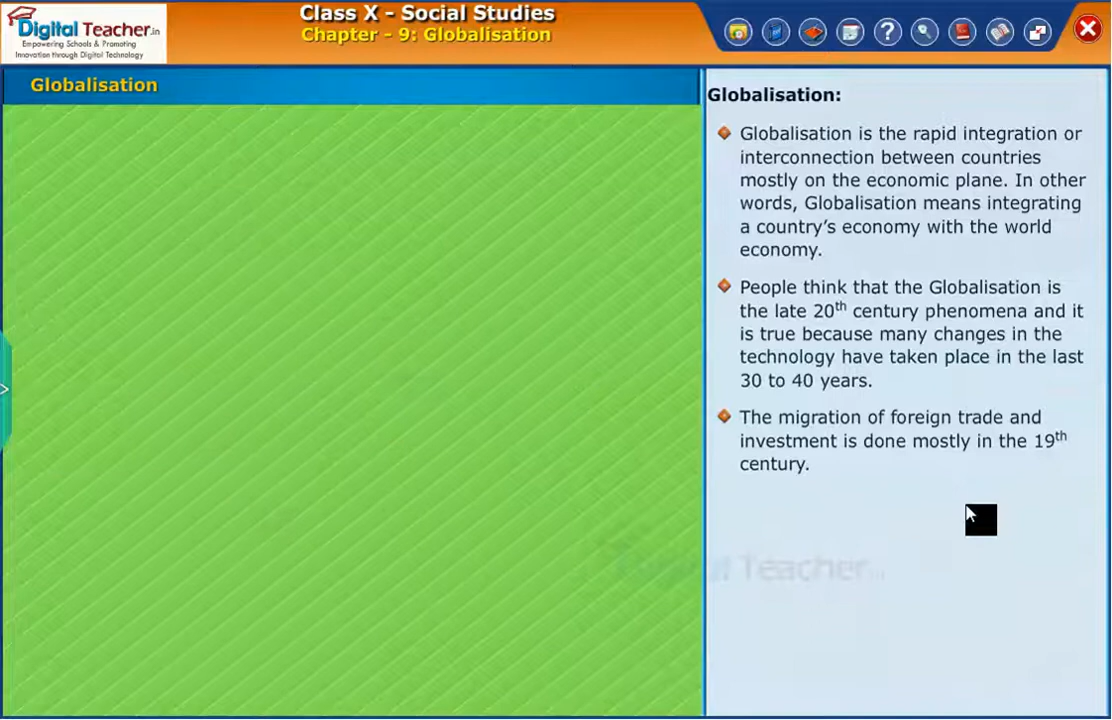 Digital Teacher.in
Empowering Schools & Promoting
Innovation through Digital Technology
Class X - Social Studies
Chapter - 9: Globalisation
?
Globalisation
Globalisation:
Globalisation is the rapid integration or
interconnection between countries
mostly on the economic plane. In other
words, Globalisation means integrating
a country's economy with the world
economy.
People think that the Globalisation is
the late 20th century phenomena and it
is true because many changes in the
technology have taken place in the last
30 to 40 years.
The migration of foreign trade and
investment is done mostly in the 19th
century.
Digital Teacher.in